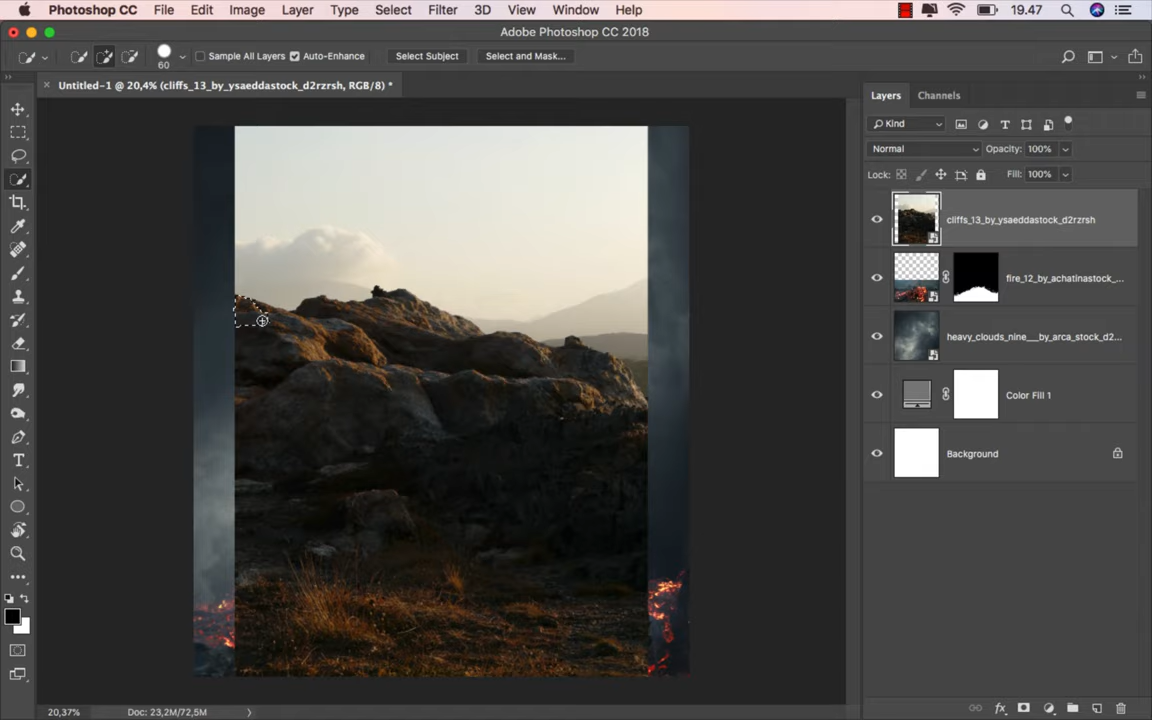 Photoshop CC File Edit Image Layer Type Select Filter 3D View Window Help 19.47
Adobe Photoshop CC 2018
60 Sample All Layers Auto-Enhance Select Subject Select and Mask...
Untitled-1 @ 20,4% (cliffs_13_by_ysaeddastock_d2rzrsh, RGB/8) *
Layers Channels
Kind
Normal Opacity: 100%
Lock: Fill: 100%
cliffs_13_by_ysaeddastock_d2rzrsh
fire_12_by_achatinastock_...
heavy_clouds_nine___by_arca_stock_d2...
Color Fill 1
Background
20,37% Doc: 23,2M/72,5M